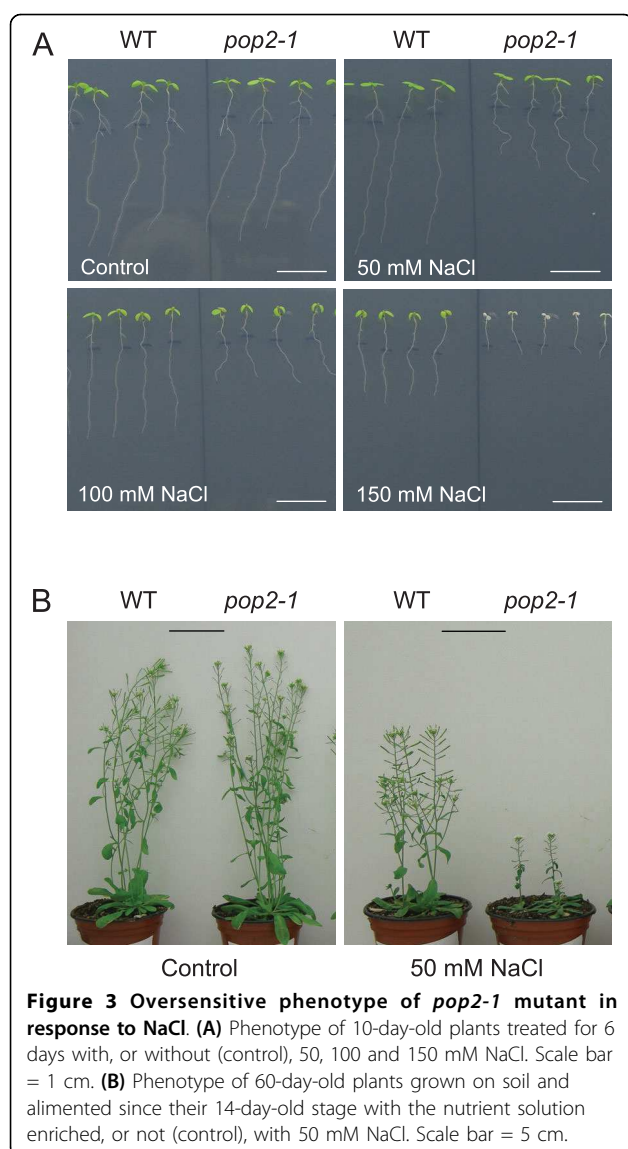 A
WT pop2-1 WT pop2-1
Control
50 mM NaCl
100 mM NaCl
150 mM NaCl
B
WT pop2-1 WT pop2-1
Control 50 mM NaCl
Figure 3 Oversensitive phenotype of pop2-1 mutant in
response to NaCl. (A) Phenotype of 10-day-old plants treated for 6
days with, or without (control), 50, 100 and 150 mM NaCl. Scale bar
= 1 cm. (B) Phenotype of 60-day-old plants grown on soil and
alimented since their 14-day-old stage with the nutrient solution
enriched, or not (control), with 50 mM NaCl. Scale bar = 5 cm.